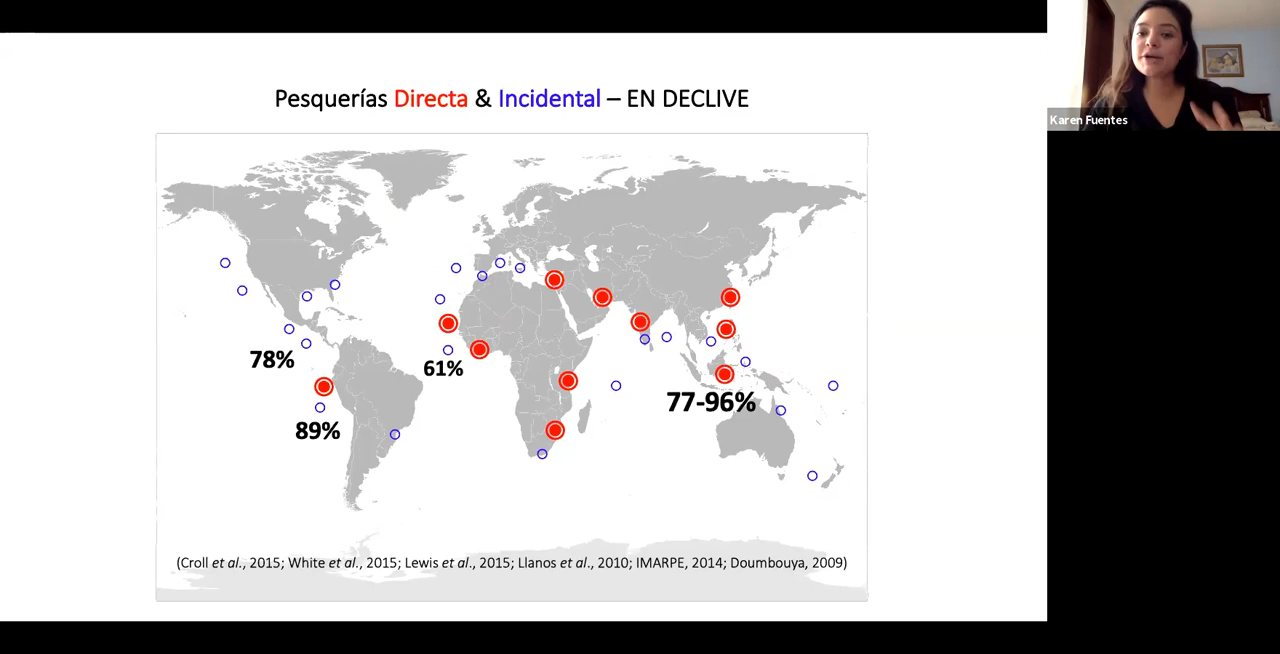 Pesquerías Directa & Incidental – EN DECLIVE
Karen Fuentes
78%
61%
77-96%
89%
(Croll et al., 2015; White et al., 2015; Lewis et al., 2015; Llanos et al., 2010; IMARPE, 2014; Doumbouya, 2009)